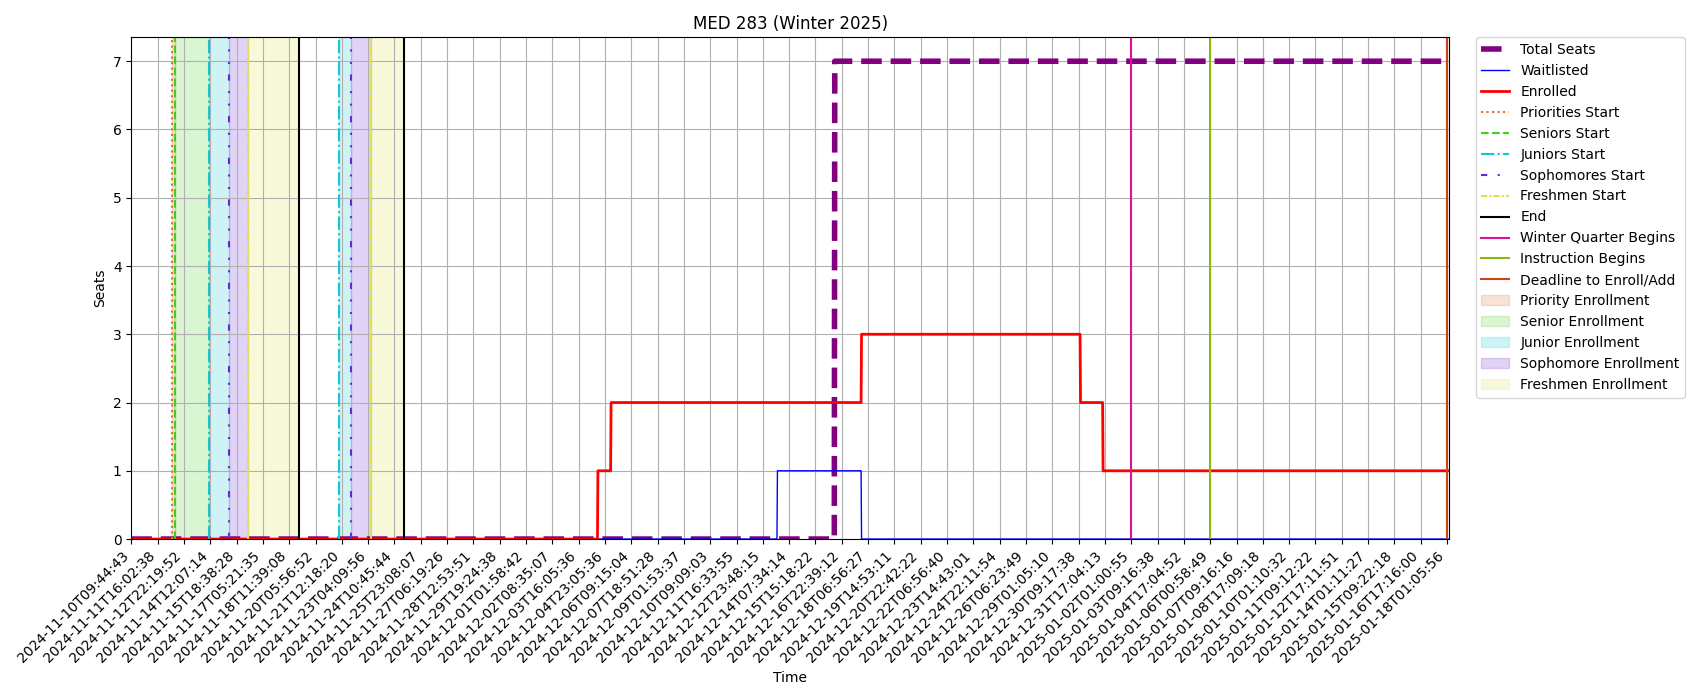 MED 283 (Winter 2025)
Seats
7
6
5
4
3
2
1
0
2024-11-10T09:44:43
2024-11-11T16:02:38
2024-11-12T22:19:52
2024-11-14T12:07:14
2024-11-15T18:38:28
2024-11-17T05:21:35
2024-11-18T11:39:08
2024-11-20T05:56:52
2024-11-21T12:18:20
2024-11-23T04:09:56
2024-11-24T10:45:44
2024-11-25T23:08:07
2024-11-27T06:19:26
2024-11-28T12:53:51
2024-11-29T19:24:38
2024-12-01T01:58:42
2024-12-02T08:35:07
2024-12-03T16:05:36
2024-12-04T23:05:36
2024-12-06T09:15:04
2024-12-07T18:51:28
2024-12-09T01:53:37
2024-12-10T09:09:03
2024-12-11T16:33:55
2024-12-12T23:48:15
2024-12-14T07:34:14
2024-12-15T15:18:22
2024-12-16T22:39:12
2024-12-18T06:56:27
2024-12-19T14:53:11
2024-12-20T22:42:22
2024-12-22T06:56:40
2024-12-23T14:43:01
2024-12-24T22:11:54
2024-12-26T06:23:49
2024-12-29T01:05:10
2024-12-30T09:17:38
2024-12-31T17:04:13
2025-01-02T01:00:55
2025-01-03T09:16:38
2025-01-04T17:04:52
2025-01-06T00:58:49
2025-01-07T09:16:16
2025-01-08T17:09:18
2025-01-10T01:10:32
2025-01-11T09:12:22
2025-01-12T17:11:51
2025-01-14T01:11:27
2025-01-15T09:22:18
2025-01-16T17:16:00
2025-01-18T01:05:56
Time
Total Seats
Waitlisted
Enrolled
Priorities Start
Seniors Start
Juniors Start
Sophomores Start
Freshmen Start
End
Winter Quarter Begins
Instruction Begins
Deadline to Enroll/Add
Priority Enrollment
Senior Enrollment
Junior Enrollment
Sophomore Enrollment
Freshmen Enrollment